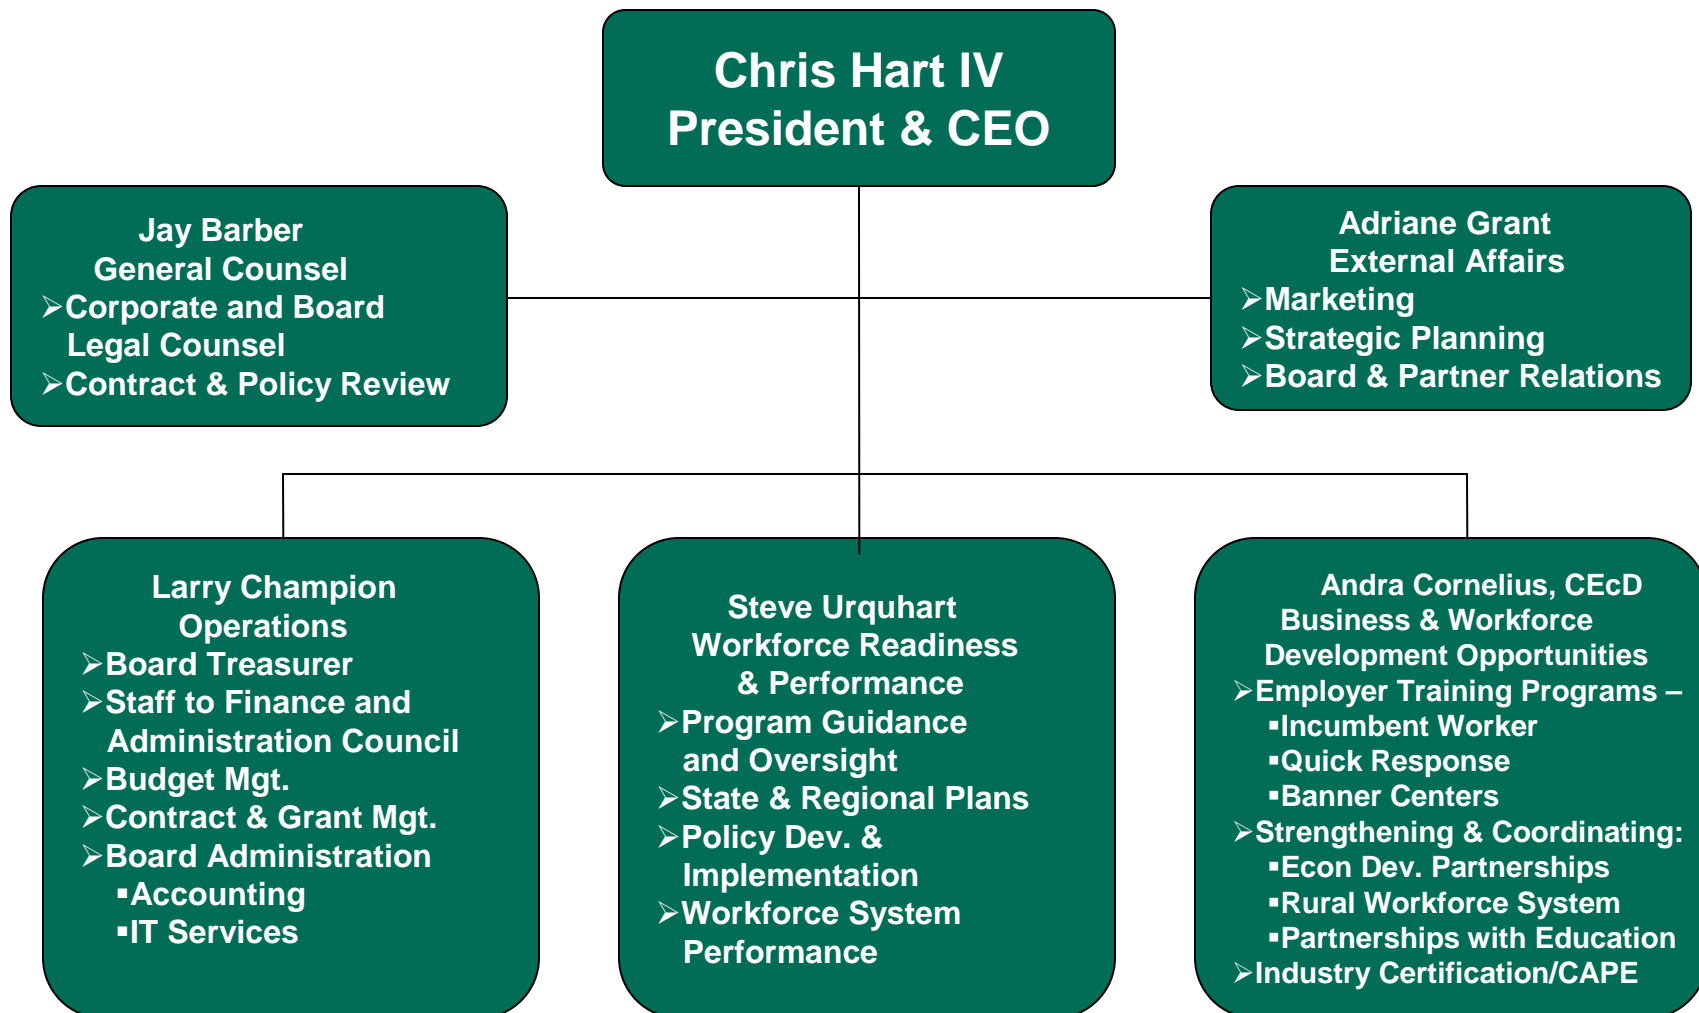 Chris Hart IV
President & CEO
Jay Barber
General Counsel
➢Corporate and Board
Legal Counsel
➢Contract & Policy Review
Adriane Grant
External Affairs
➢Marketing
➢Strategic Planning
➢Board & Partner Relations
Larry Champion
Operations
➢Board Treasurer
➢Staff to Finance and
Administration Council
➢Budget Mgt.
➢Contract & Grant Mgt.
➢Board Administration
▪Accounting
▪IT Services
Steve Urquhart
Workforce Readiness
& Performance
➢Program Guidance
and Oversight
➢State & Regional Plans
➢Policy Dev. &
Implementation
➢Workforce System
Performance
Andra Cornelius, CEcD
Business & Workforce
Development Opportunities
➢Employer Training Programs –
▪Incumbent Worker
▪Quick Response
▪Banner Centers
➢Strengthening & Coordinating:
▪Econ Dev. Partnerships
▪Rural Workforce System
▪Partnerships with Education
➢Industry Certification/CAPE